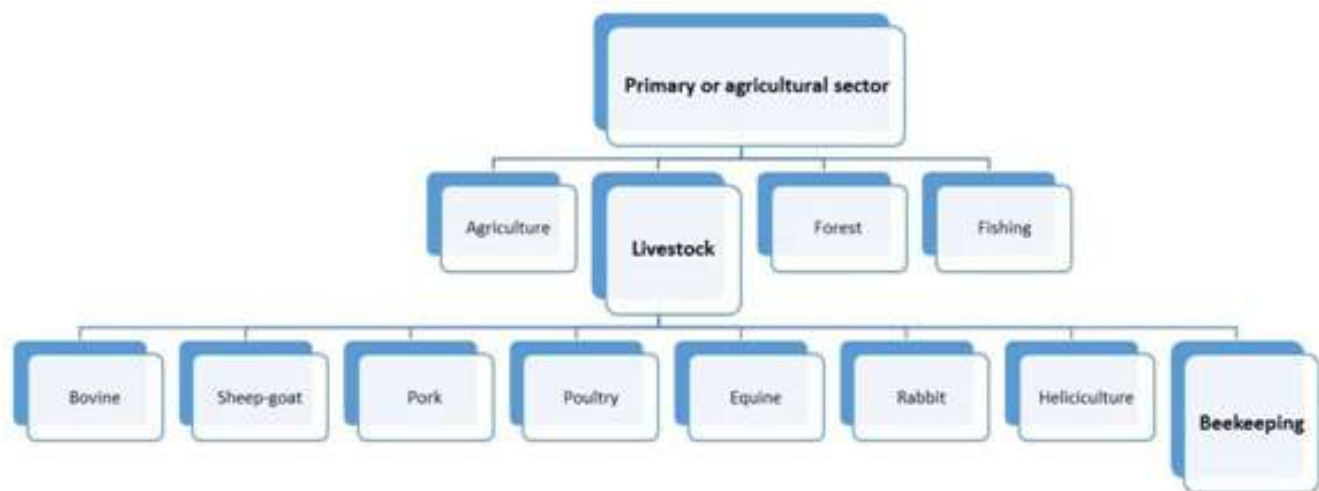 Primary or agricultural sector
Agriculture
Livestock
Forest
Fishing
Bovine
Sheep-goat
Pork
Poultry
Equine
Rabbit
Heliciculture
Beekeeping